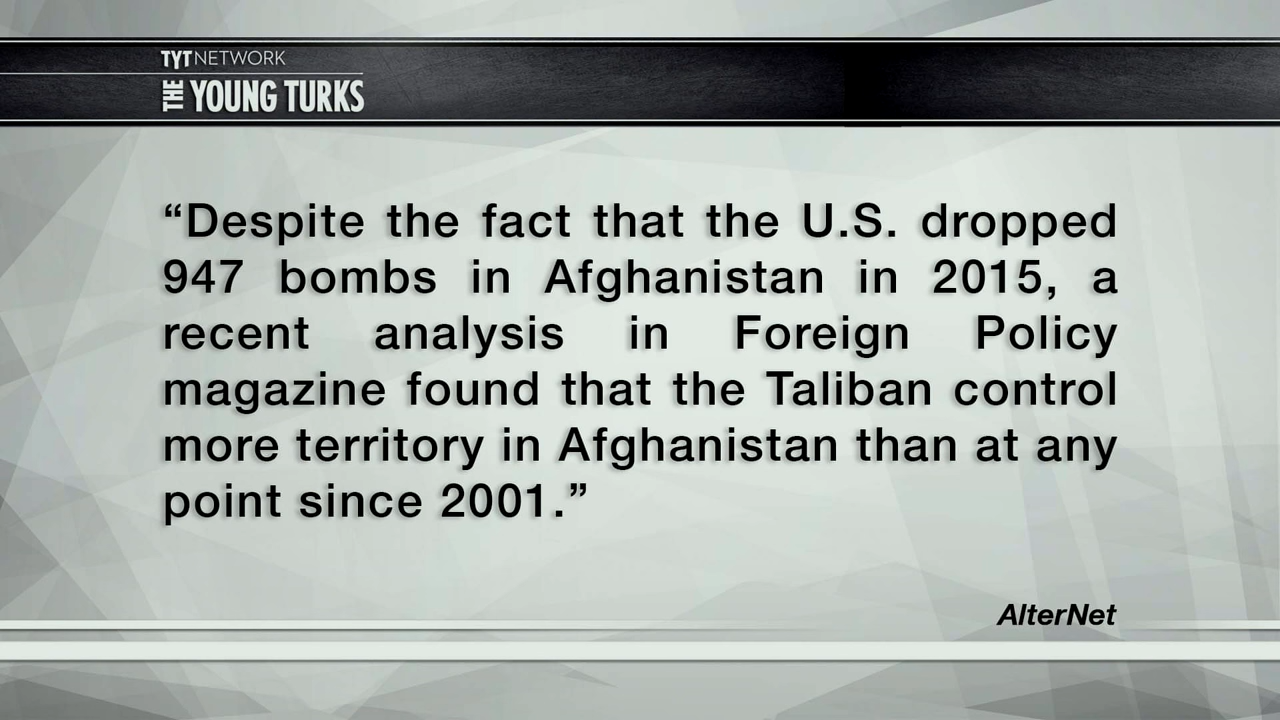 TYT NETWORK
THE YOUNG TURKS
“Despite the fact that the U.S. dropped
947 bombs in Afghanistan in 2015, a
recent analysis in Foreign Policy
magazine found that the Taliban control
more territory in Afghanistan than at any
point since 2001.”
AlterNet